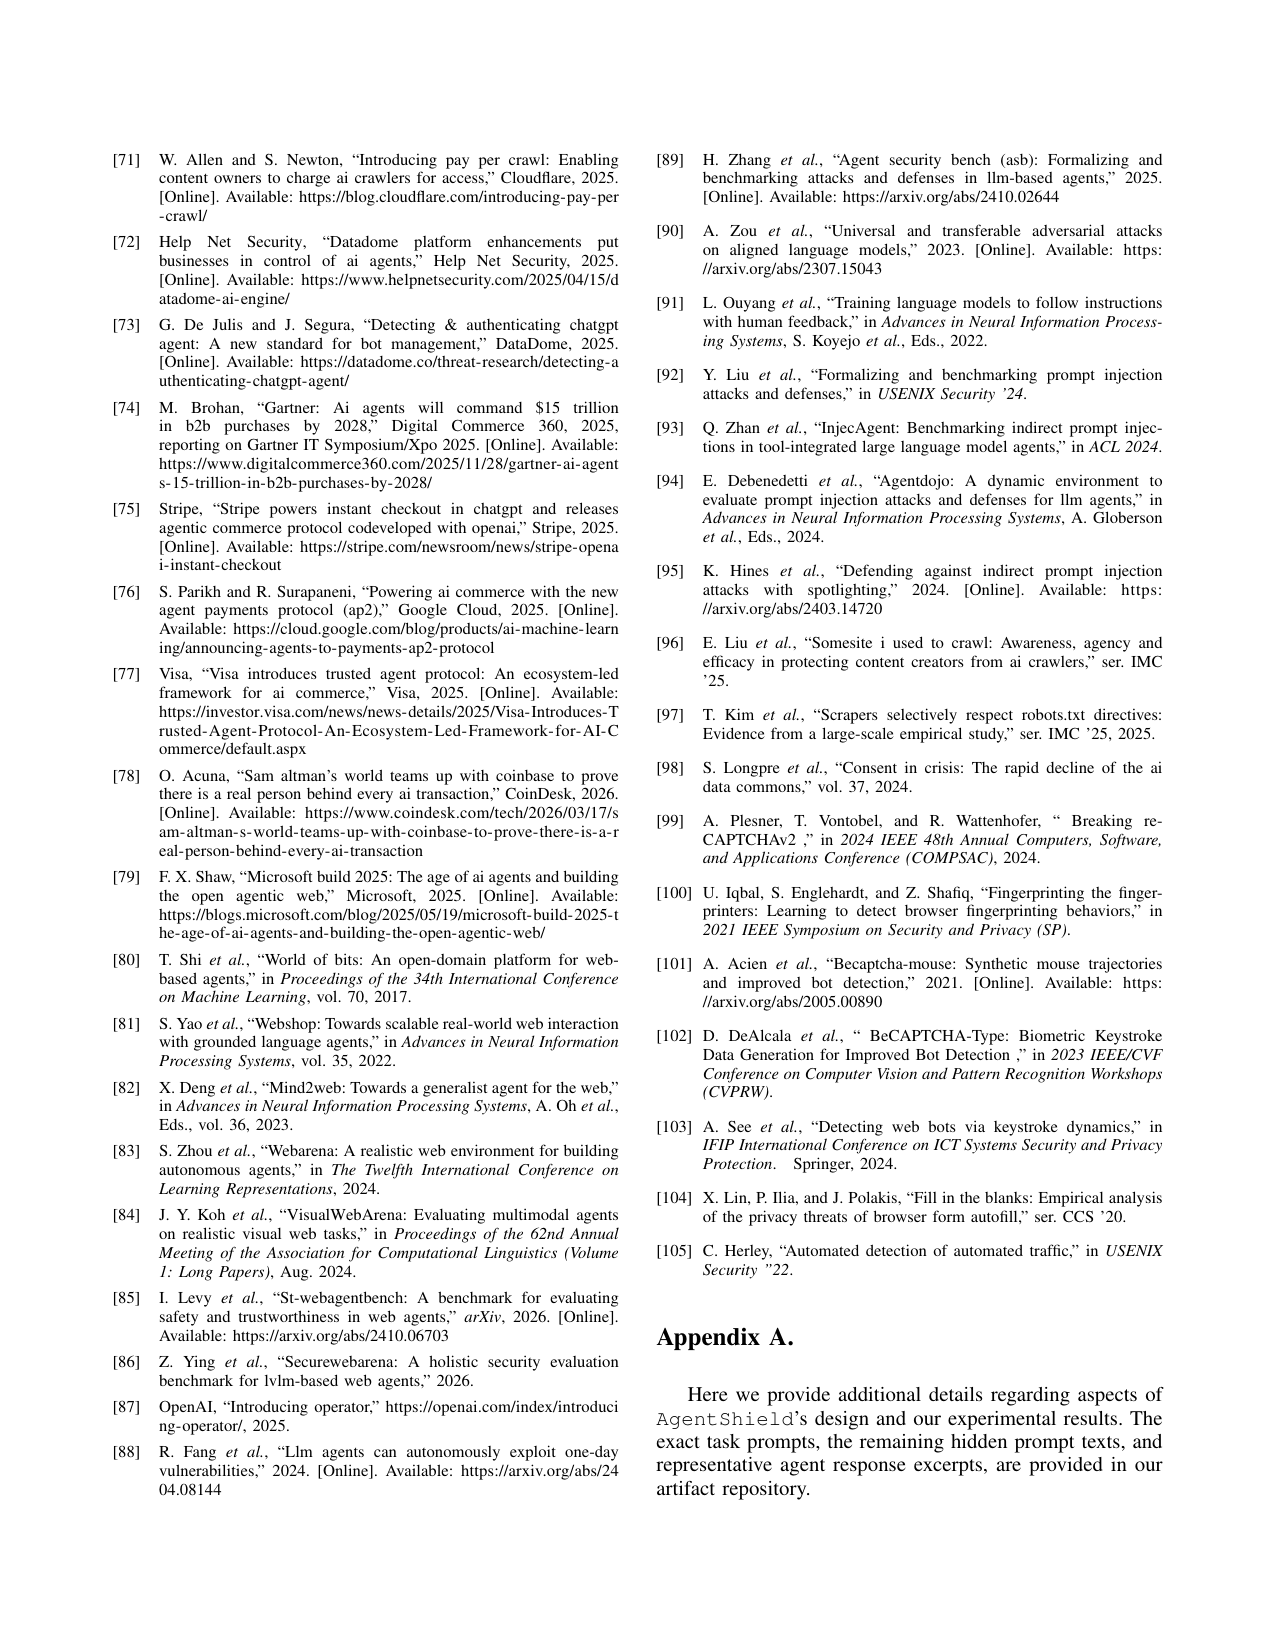 [71] W. Allen and S. Newton, “Introducing pay per crawl: Enabling
content owners to charge ai crawlers for access,” Cloudflare, 2025.
[Online]. Available: https://blog.cloudflare.com/introducing-pay-per
-crawl/
[72] Help Net Security, “Datadome platform enhancements put
businesses in control of ai agents,” Help Net Security, 2025.
[Online]. Available: https://www.helpnetsecurity.com/2025/04/15/d
atadome-ai-engine/
[73] G. De Julis and J. Segura, “Detecting & authenticating chatgpt
agent: A new standard for bot management,” DataDome, 2025.
[Online]. Available: https://datadome.co/threat-research/detecting-a
uthenticating-chatgpt-agent/
[74] M. Brohan, “Gartner: Ai agents will command $15 trillion
in b2b purchases by 2028,” Digital Commerce 360, 2025,
reporting on Gartner IT Symposium/Xpo 2025. [Online]. Available:
https://www.digitalcommerce360.com/2025/11/28/gartner-ai-agent
s-15-trillion-in-b2b-purchases-by-2028/
[75] Stripe, “Stripe powers instant checkout in chatgpt and releases
agentic commerce protocol codeveloped with openai,” Stripe, 2025.
[Online]. Available: https://stripe.com/newsroom/news/stripe-opena
i-instant-checkout
[76] S. Parikh and R. Surapaneni, “Powering ai commerce with the new
agent payments protocol (ap2),” Google Cloud, 2025. [Online].
Available: https://cloud.google.com/blog/products/ai-machine-learn
ing/announcing-agents-to-payments-ap2-protocol
[77] Visa, “Visa introduces trusted agent protocol: An ecosystem-led
framework for ai commerce,” Visa, 2025. [Online]. Available:
https://investor.visa.com/news/news-details/2025/Visa-Introduces-T
rusted-Agent-Protocol-An-Ecosystem-Led-Framework-for-AI-C
ommerce/default.aspx
[78] O. Acuna, “Sam altman’s world teams up with coinbase to prove
there is a real person behind every ai transaction,” CoinDesk, 2026.
[Online]. Available: https://www.coindesk.com/tech/2026/03/17/s
am-altman-s-world-teams-up-with-coinbase-to-prove-there-is-a-r
eal-person-behind-every-ai-transaction
[79] F. X. Shaw, “Microsoft build 2025: The age of ai agents and building
the open agentic web,” Microsoft, 2025. [Online]. Available:
https://blogs.microsoft.com/blog/2025/05/19/microsoft-build-2025-t
he-age-of-ai-agents-and-building-the-open-agentic-web/
[80] T. Shi et al., “World of bits: An open-domain platform for web-
based agents,” in Proceedings of the 34th International Conference
on Machine Learning, vol. 70, 2017.
[81] S. Yao et al., “Webshop: Towards scalable real-world web interaction
with grounded language agents,” in Advances in Neural Information
Processing Systems, vol. 35, 2022.
[82] X. Deng et al., “Mind2web: Towards a generalist agent for the web,”
in Advances in Neural Information Processing Systems, A. Oh et al.,
Eds., vol. 36, 2023.
[83] S. Zhou et al., “Webarena: A realistic web environment for building
autonomous agents,” in The Twelfth International Conference on
Learning Representations, 2024.
[84] J. Y. Koh et al., “VisualWebArena: Evaluating multimodal agents
on realistic visual web tasks,” in Proceedings of the 62nd Annual
Meeting of the Association for Computational Linguistics (Volume
1: Long Papers), Aug. 2024.
[85] I. Levy et al., “St-webagentbench: A benchmark for evaluating
safety and trustworthiness in web agents,” arXiv, 2026. [Online].
Available: https://arxiv.org/abs/2410.06703
[86] Z. Ying et al., “Securewebarena: A holistic security evaluation
benchmark for lvlm-based web agents,” 2026.
[87] OpenAI, “Introducing operator,” https://openai.com/index/introduci
ng-operator/, 2025.
[88] R. Fang et al., “Llm agents can autonomously exploit one-day
vulnerabilities,” 2024. [Online]. Available: https://arxiv.org/abs/24
04.08144
[89] H. Zhang et al., “Agent security bench (asb): Formalizing and
benchmarking attacks and defenses in llm-based agents,” 2025.
[Online]. Available: https://arxiv.org/abs/2410.02644
[90] A. Zou et al., “Universal and transferable adversarial attacks
on aligned language models,” 2023. [Online]. Available: https:
//arxiv.org/abs/2307.15043
[91] L. Ouyang et al., “Training language models to follow instructions
with human feedback,” in Advances in Neural Information Process-
ing Systems, S. Koyejo et al., Eds., 2022.
[92] Y. Liu et al., “Formalizing and benchmarking prompt injection
attacks and defenses,” in USENIX Security ’24.
[93] Q. Zhan et al., “InjecAgent: Benchmarking indirect prompt injec-
tions in tool-integrated large language model agents,” in ACL 2024.
[94] E. Debenedetti et al., “Agentdojo: A dynamic environment to
evaluate prompt injection attacks and defenses for llm agents,” in
Advances in Neural Information Processing Systems, A. Globerson
et al., Eds., 2024.
[95] K. Hines et al., “Defending against indirect prompt injection
attacks with spotlighting,” 2024. [Online]. Available: https:
//arxiv.org/abs/2403.14720
[96] E. Liu et al., “Somesite i used to crawl: Awareness, agency and
efficacy in protecting content creators from ai crawlers,” ser. IMC
’25.
[97] T. Kim et al., “Scrapers selectively respect robots.txt directives:
Evidence from a large-scale empirical study,” ser. IMC ’25, 2025.
[98] S. Longpre et al., “Consent in crisis: The rapid decline of the ai
data commons,” vol. 37, 2024.
[99] A. Plesner, T. Vontobel, and R. Wattenhofer, “ Breaking re-
CAPTCHAv2 ,” in 2024 IEEE 48th Annual Computers, Software,
and Applications Conference (COMPSAC), 2024.
[100] U. Iqbal, S. Englehardt, and Z. Shafiq, “Fingerprinting the finger-
printers: Learning to detect browser fingerprinting behaviors,” in
2021 IEEE Symposium on Security and Privacy (SP).
[101] A. Acien et al., “Becaptcha-mouse: Synthetic mouse trajectories
and improved bot detection,” 2021. [Online]. Available: https:
//arxiv.org/abs/2005.00890
[102] D. DeAlcala et al., “ BeCAPTCHA-Type: Biometric Keystroke
Data Generation for Improved Bot Detection ,” in 2023 IEEE/CVF
Conference on Computer Vision and Pattern Recognition Workshops
(CVPRW).
[103] A. See et al., “Detecting web bots via keystroke dynamics,” in
IFIP International Conference on ICT Systems Security and Privacy
Protection. Springer, 2024.
[104] X. Lin, P. Ilia, and J. Polakis, “Fill in the blanks: Empirical analysis
of the privacy threats of browser form autofill,” ser. CCS ’20.
[105] C. Herley, “Automated detection of automated traffic,” in USENIX
Security ”22.
Appendix A.
Here we provide additional details regarding aspects of
AgentShield’s design and our experimental results. The
exact task prompts, the remaining hidden prompt texts, and
representative agent response excerpts, are provided in our
artifact repository.